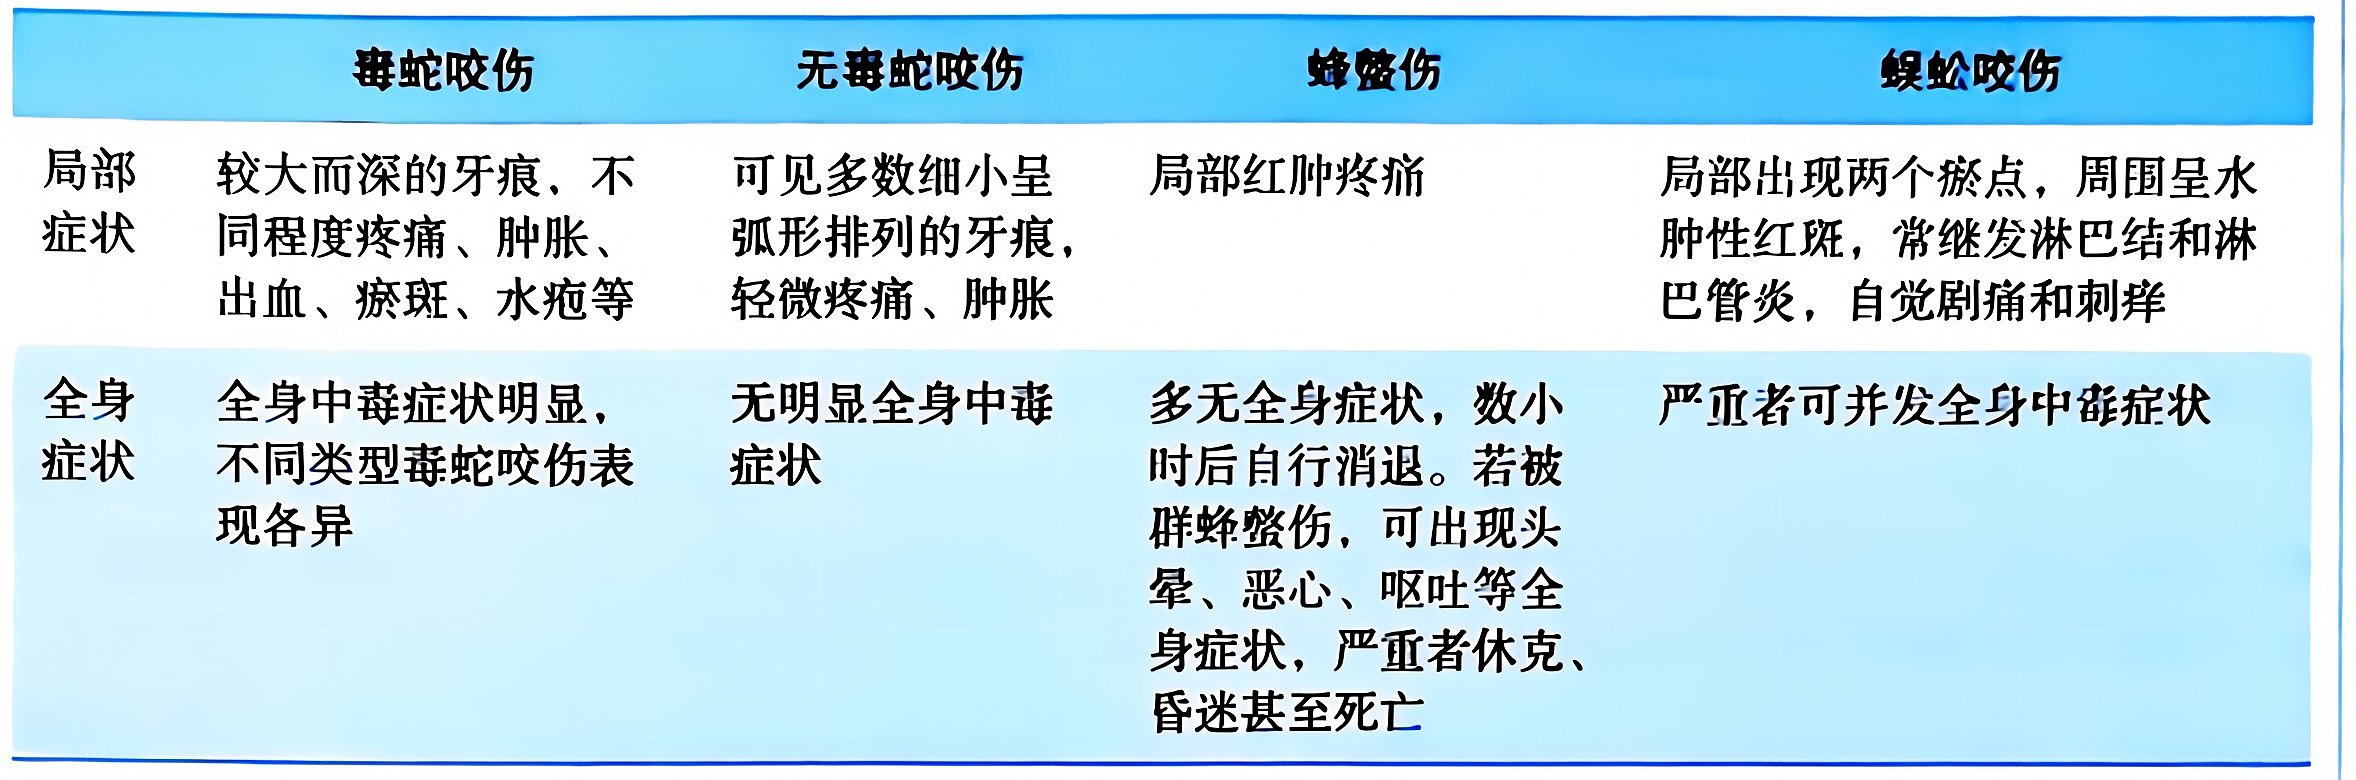 毒蛇咬伤 无毒蛇咬伤 蜂螫伤 蜈蚣咬伤
局部
症状
较大而深的牙痕，不
同程度疼痛、肿胀、
出血、瘀斑、水疱等
可见多数细小呈
弧形排列的牙痕，
轻微疼痛、肿胀
局部红肿疼痛
局部出现两个瘀点，周围呈水
肿性红斑，常继发淋巴结和淋
巴管炎，自觉剧痛和刺痒
全身
症状
全身中毒症状明显，
不同类型毒蛇咬伤表
现各异
无明显全身中毒
症状
多无全身症状，数小
时后自行消退。若被
群蜂螫伤，可出现头
晕、恶心、呕吐等全
身症状，严重者休克、
昏迷甚至死亡
严重者可并发全身中毒症状